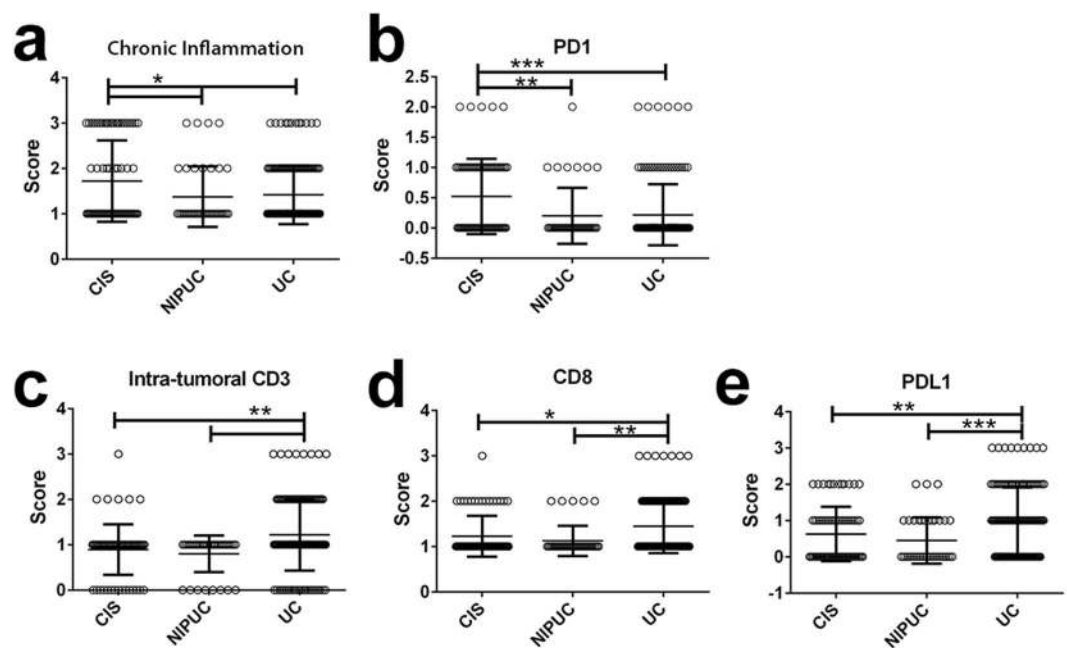 a
Chronic Inflammation
*
Score
4
3
2
1
0
CIS
NIPUC
UC
b
PD1
***
**
Score
2.5
2.0
1.5
1.0
0.5
0.0
-0.5
CIS
NIPUC
UC
c
Intra-tumoral CD3
**
Score
4
3
2
1
0
CIS
NIPUC
UC
d
CD8
*
**
Score
4
3
2
1
0
CIS
NIPUC
UC
e
PDL1
**
***
Score
4
3
2
1
0
-1
CIS
NIPUC
UC